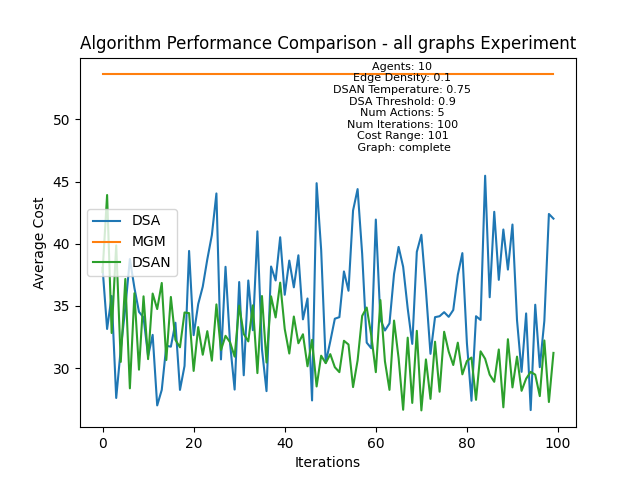 Algorithm Performance Comparison - all graphs Experiment
Agents: 10
Edge Density: 0.1
DSAN Temperature: 0.75
DSA Threshold: 0.9
Num Actions: 5
Num Iterations: 100
Cost Range: 101
Graph: complete
Average Cost
50
45
40
35
30
DSA
MGM
DSAN
0
20
40
60
80
100
Iterations